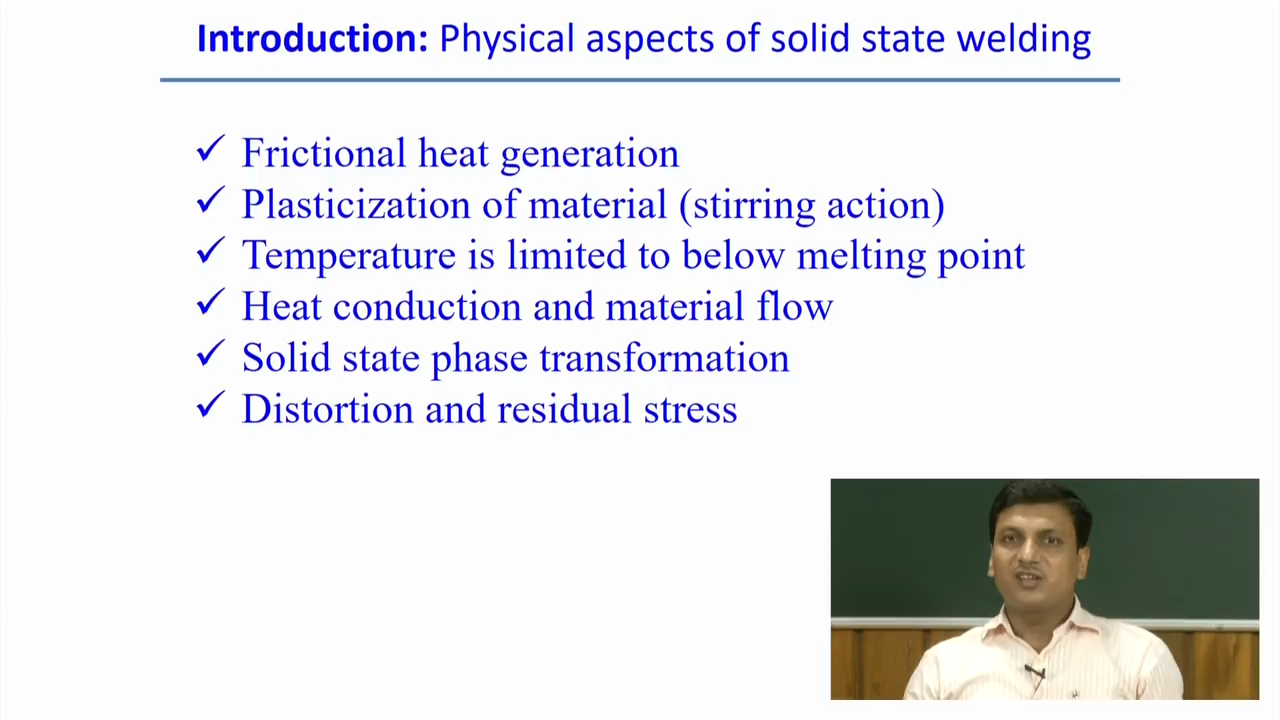 Introduction: Physical aspects of solid state welding
✓ Frictional heat generation
✓ Plasticization of material (stirring action)
✓ Temperature is limited to below melting point
✓ Heat conduction and material flow
✓ Solid state phase transformation
✓ Distortion and residual stress